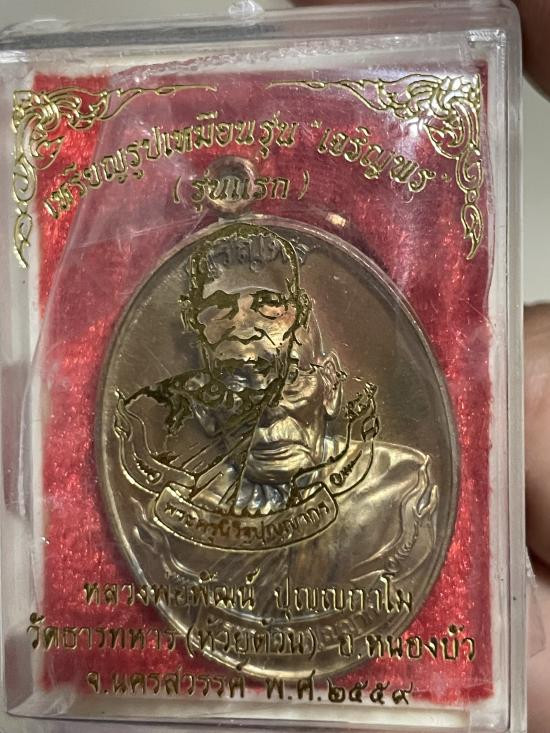 เหรียญรูปเหมือนรุ่น "เจริญพร"
(รุ่นแรก)
หลวงพ่อพัฒน์ ปุญฺญกาโม
วัดธารทหาร (ห้วยด้วน) อ.หนองบัว
จ.นครสวรรค์ พ.ศ.๒๕๕๙